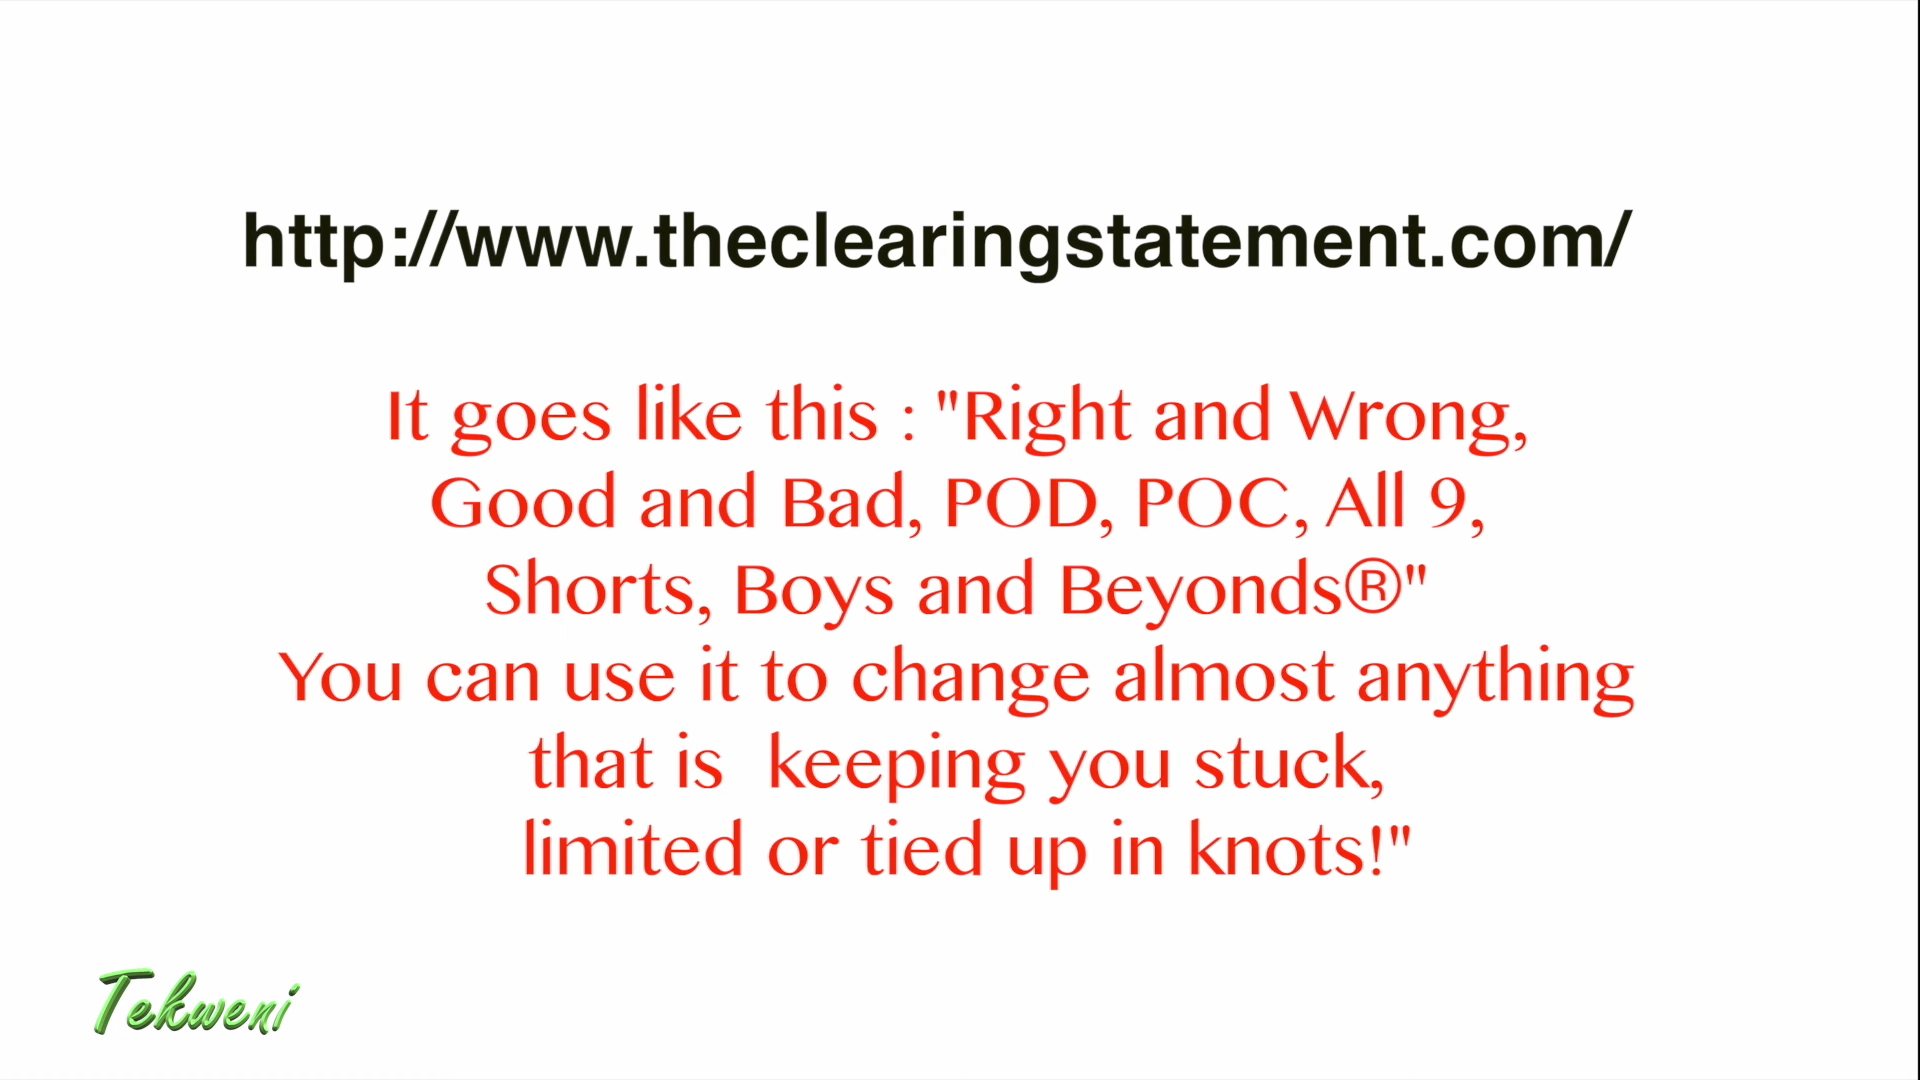 http://www.theclearingstatement.com/
It goes like this : "Right and Wrong,
Good and Bad, POD, POC, All 9,
Shorts, Boys and Beyonds®"
You can use it to change almost anything
that is  keeping you stuck,
limited or tied up in knots!"
Tekweni